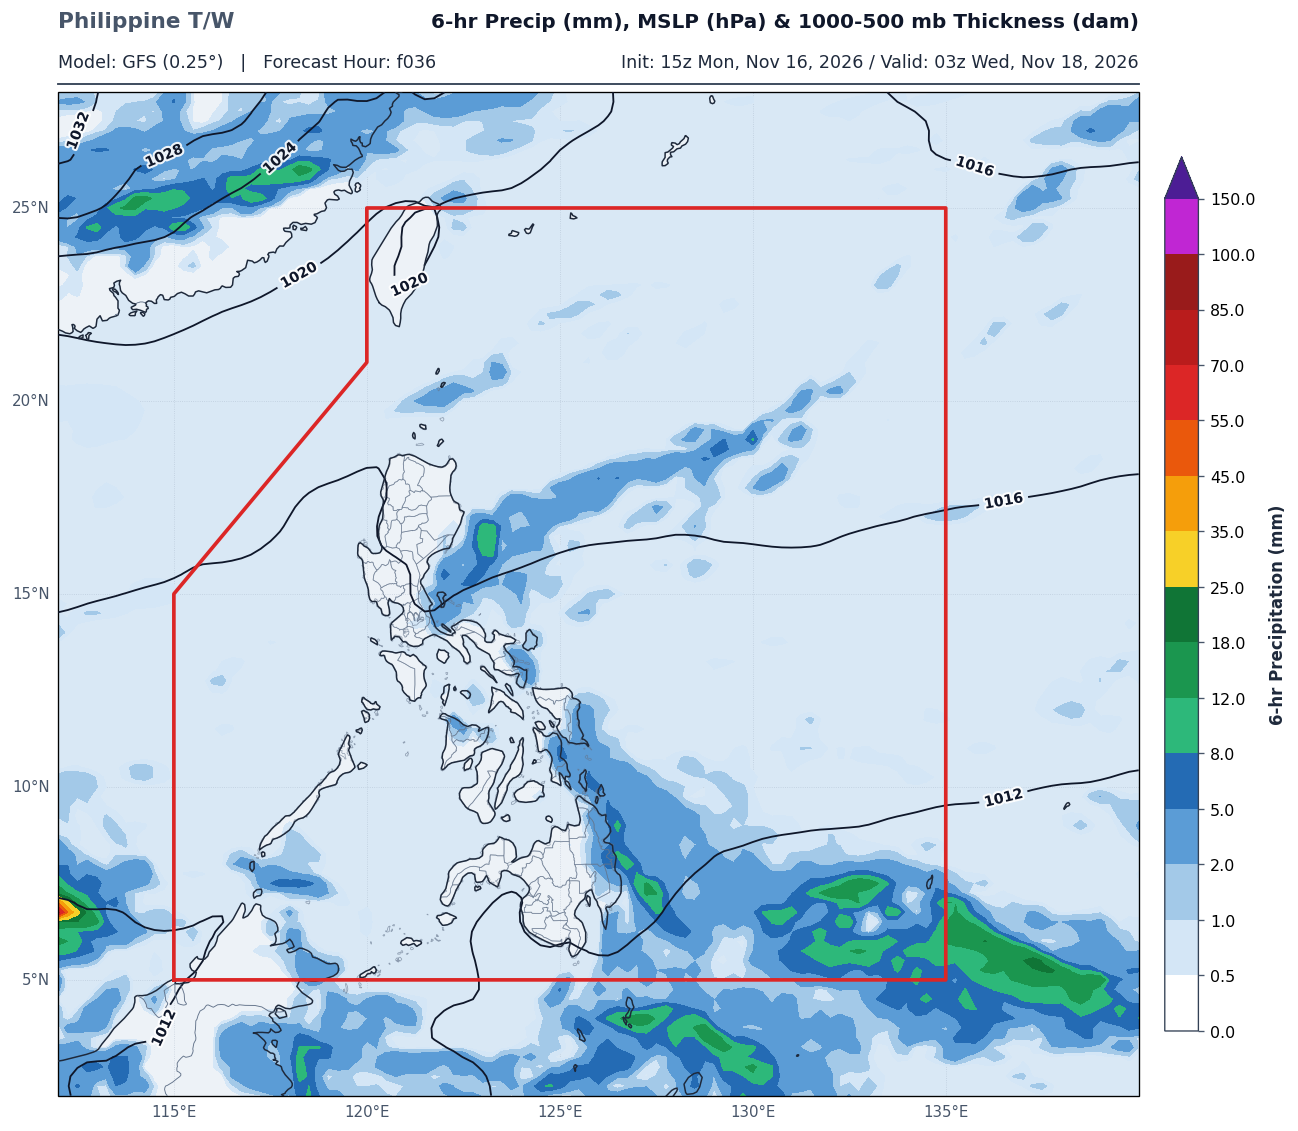 Philippine T/W
6-hr Precip (mm), MSLP (hPa) & 1000-500 mb Thickness (dam)
Model: GFS (0.25°) | Forecast Hour: f036
Init: 15z Mon, Nov 16, 2026 / Valid: 03z Wed, Nov 18, 2026
1032
1028
1024
1016
25°N
1020
1020
20°N
1016
15°N
10°N
1012
5°N
1012
115°E
120°E
125°E
130°E
135°E
150.0
100.0
85.0
70.0
55.0
45.0
35.0
25.0
18.0
12.0
8.0
5.0
2.0
1.0
0.5
0.0
6-hr Precipitation (mm)